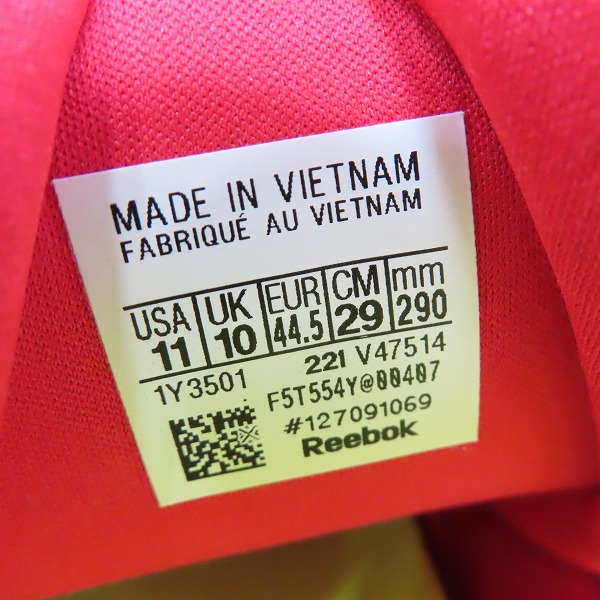 MADE IN VIETNAM
FABRIQUÉ AU VIETNAM
USA UK EUR CM mm
11 10 44.5 29 290
1Y3501 22I V47514
F5T554Y@00407
#127091069
Reebok